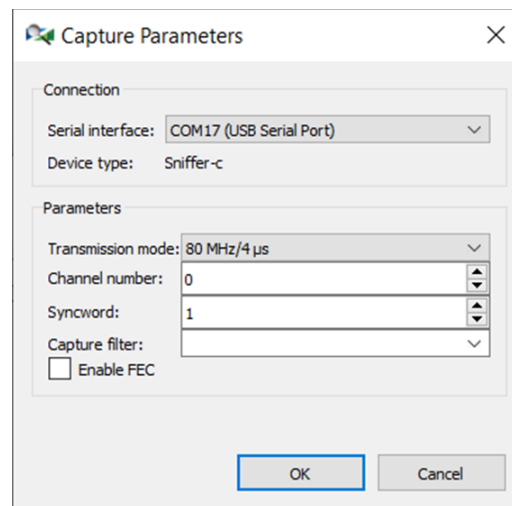 Capture Parameters
Connection
Serial interface: COM17 (USB Serial Port)
Device type: Sniffer-c
Parameters
Transmission mode: 80 MHz/4 µs
Channel number: 0
Syncword: 1
Capture filter:
Enable FEC
OK Cancel